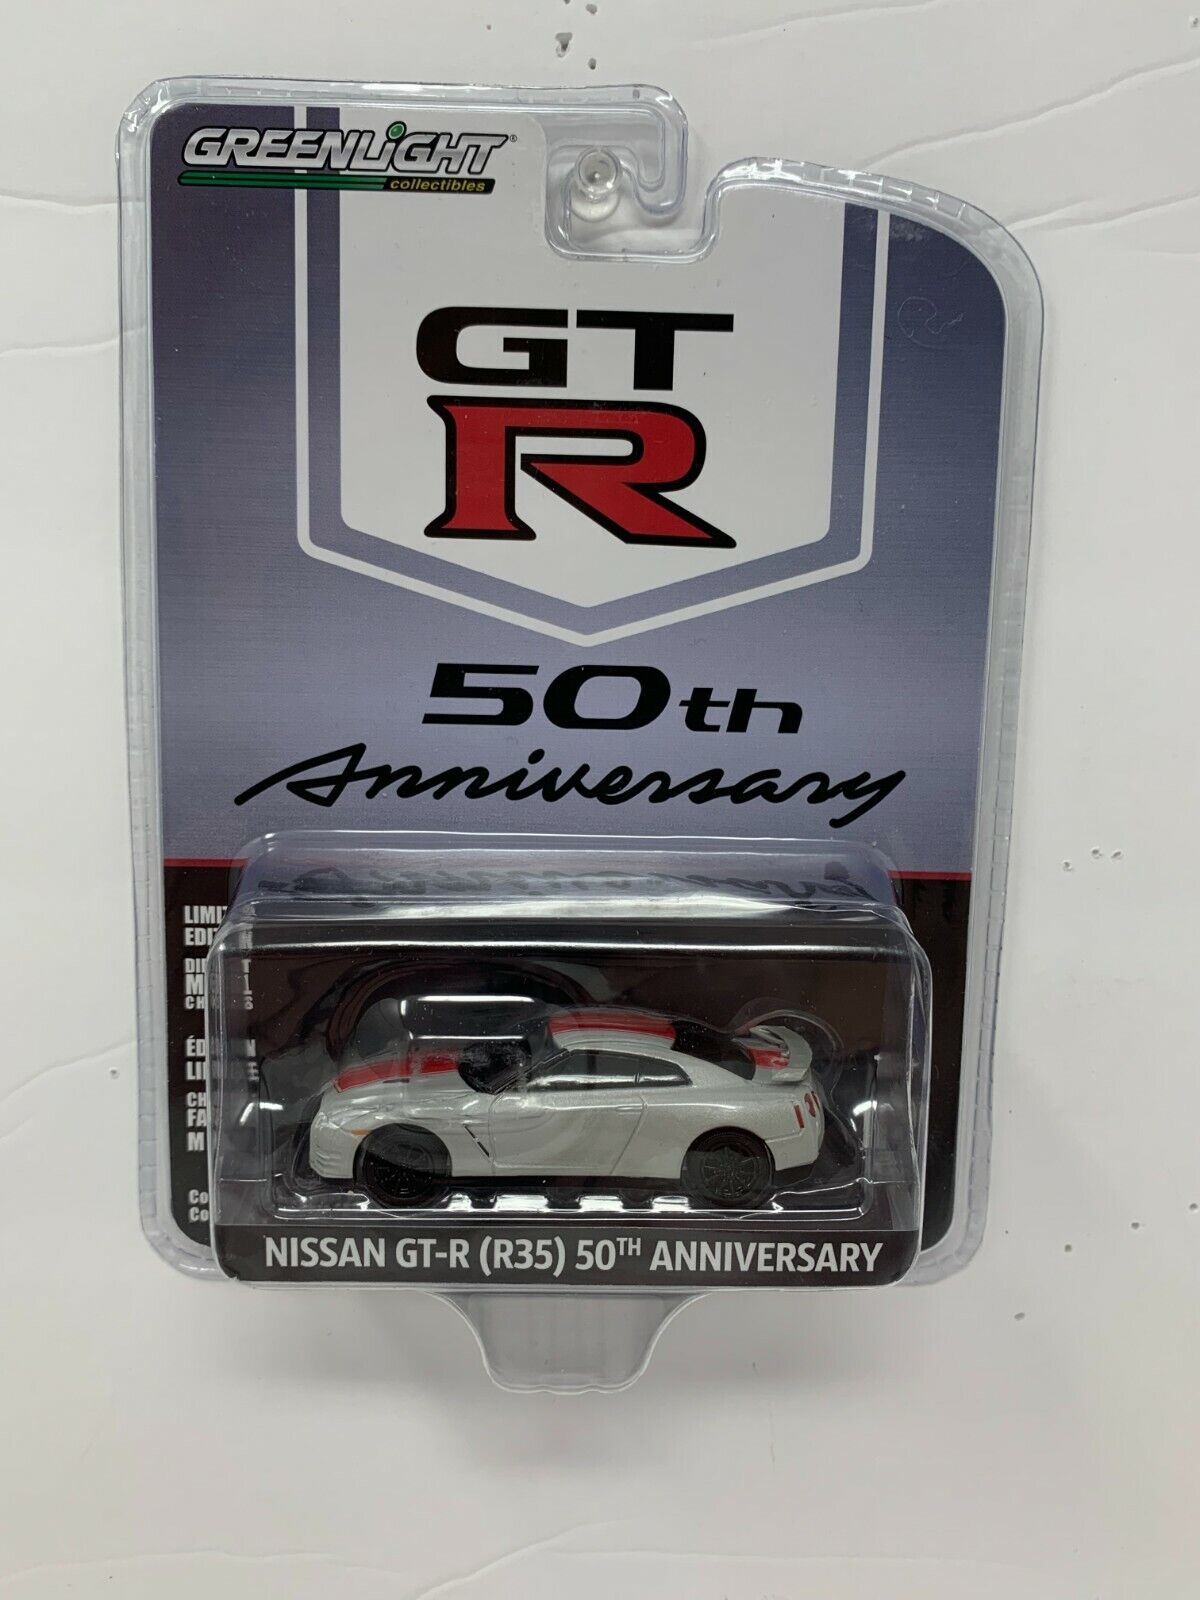 GREENLiGHT®
collectibles
GT
R
50th
Anniversary
NISSAN GT-R (R35) 50TH ANNIVERSARY